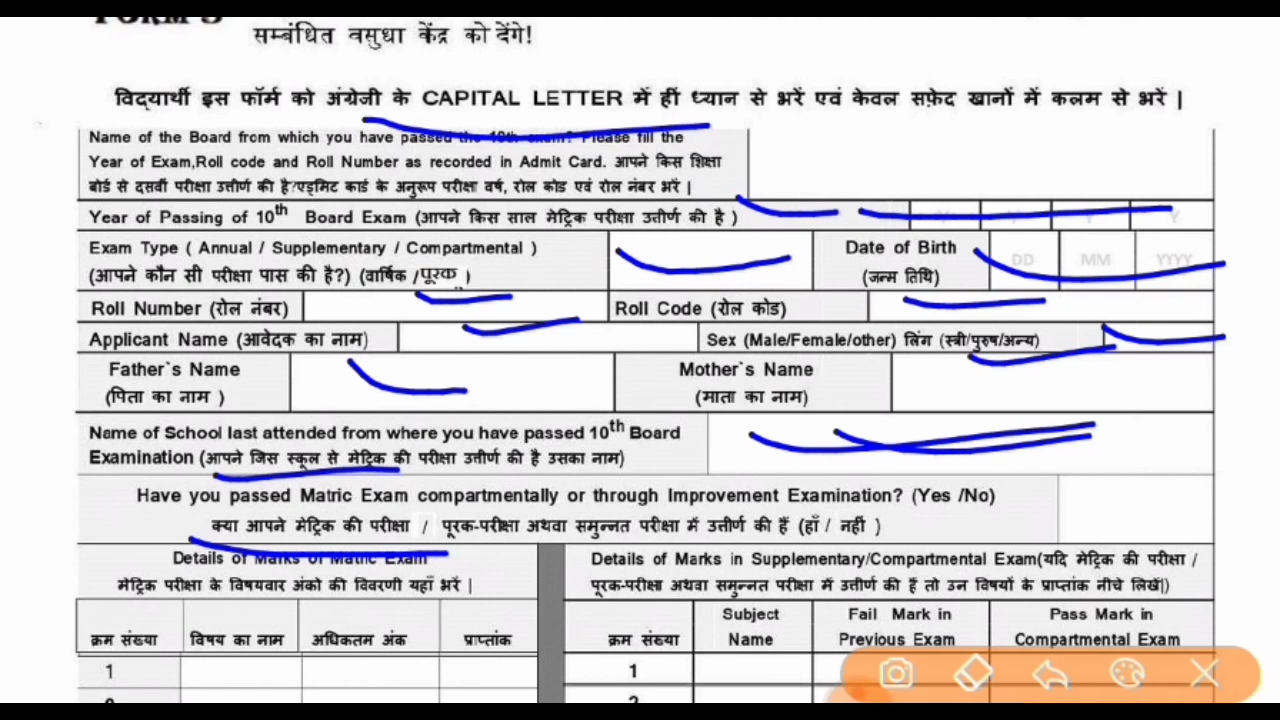 सम्बंधित वसुधा केंद्र को देंगे!
विद्यार्थी इस फॉर्म को अंग्रेजी के CAPITAL LETTER में हीं ध्यान से भरें एवं केवल सफ़ेद खानों में कलम से भरें |
Name of the Board from which you have passed the 10th exam? Please fill the
Year of Exam,Roll code and Roll Number as recorded in Admit Card. आपने किस शिक्षा
बोर्ड से दसवीं परीक्षा उत्तीर्ण की है?एड्मिट कार्ड के अनुरूप परीक्षा वर्ष, रोल कोड एवं रोल नंबर भरें |
Year of Passing of 10th Board Exam (आपने किस साल मेट्रिक परीक्षा उत्तीर्ण की है )
Exam Type ( Annual / Supplementary / Compartmental )
(आपने कौन सी परीक्षा पास की है?) (वार्षिक /पूरक )
Date of Birth
(जन्म तिथि)
DD MM YYYY
Roll Number (रोल नंबर) Roll Code (रोल कोड)
Applicant Name (आवेदक का नाम) Sex (Male/Female/other) लिंग (स्त्री/पुरुष/अन्य)
Father`s Name
(पिता का नाम )
Mother`s Name
(माता का नाम)
Name of School last attended from where you have passed 10th Board
Examination (आपने जिस स्कूल से मेट्रिक की परीक्षा उत्तीर्ण की है उसका नाम)
Have you passed Matric Exam compartmentally or through Improvement Examination? (Yes /No)
क्या आपने मेट्रिक की परीक्षा / पूरक-परीक्षा अथवा समुन्नत परीक्षा में उत्तीर्ण की हैं (हाँ / नहीं )
Details of Marks of Matric Exam
मेट्रिक परीक्षा के विषयवार अंको की विवरणी यहाँ भरें |
Details of Marks in Supplementary/Compartmental Exam(यदि मेट्रिक की परीक्षा /
पूरक-परीक्षा अथवा समुन्नत परीक्षा में उत्तीर्ण की हैं तो उन विषयों के प्राप्तांक नीचे लिखें|)
क्रम संख्या विषय का नाम अधिकतम अंक प्राप्तांक
क्रम संख्या
Subject
Name
Fail Mark in
Previous Exam
Pass Mark in
Compartmental Exam
1 1
2